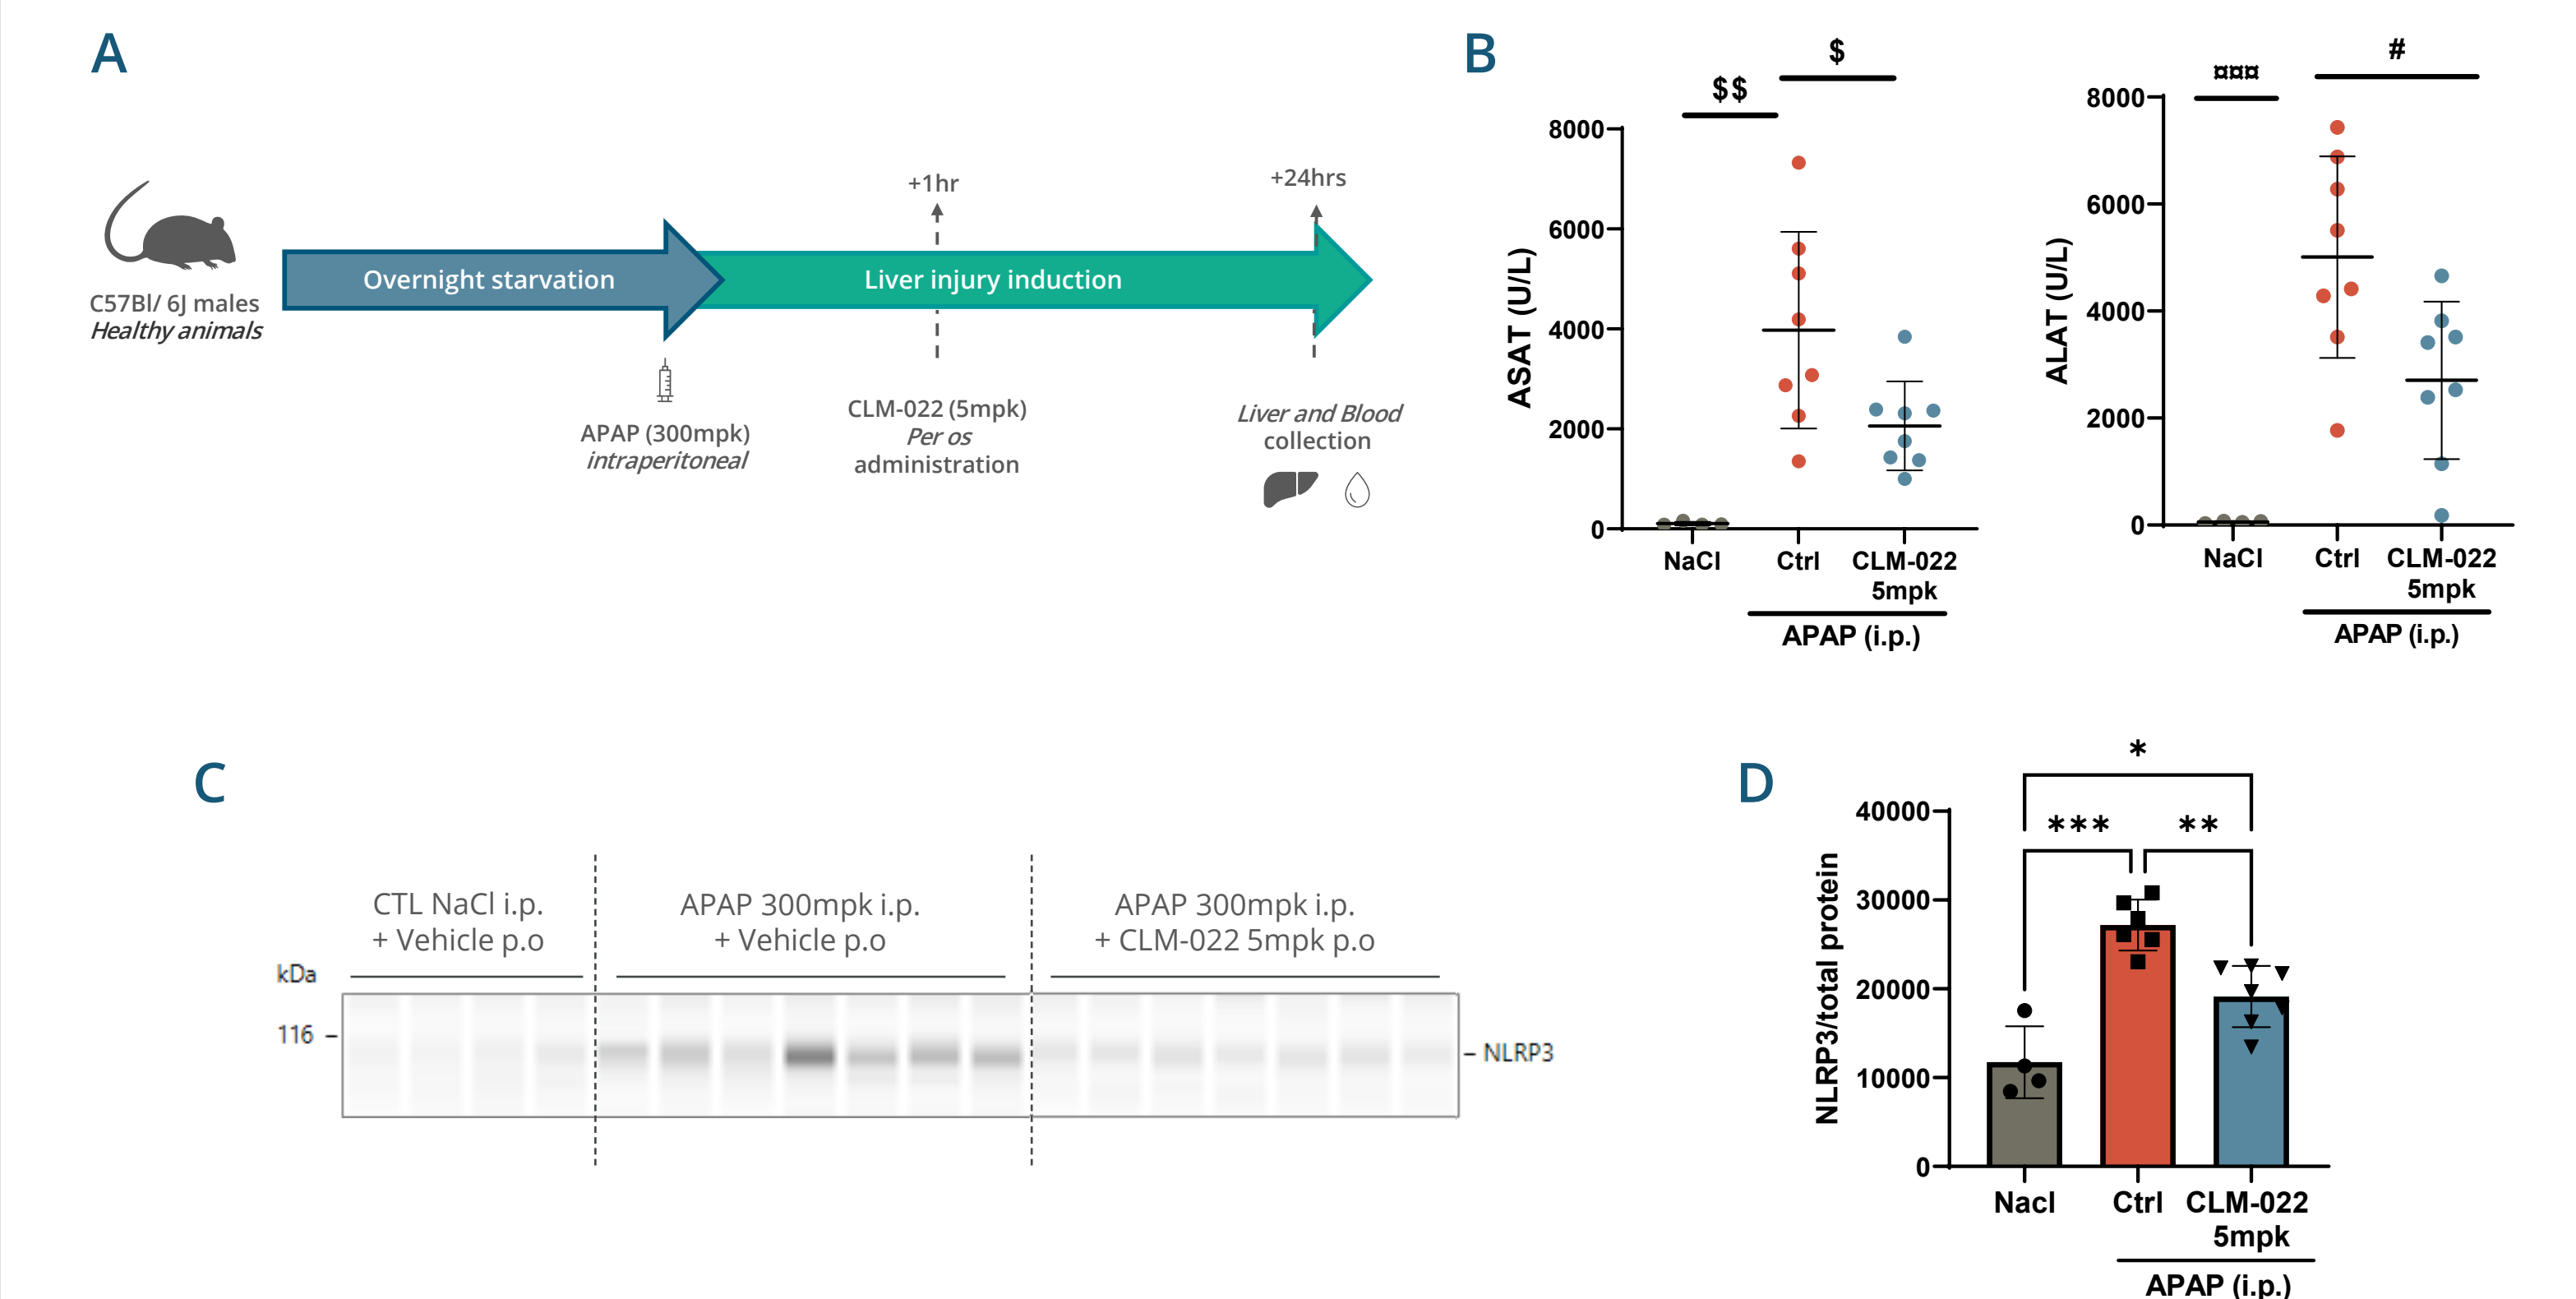 A
+1hr
+24hrs
Overnight starvation
Liver injury induction
C57Bl/ 6J males
Healthy animals
APAP (300mpk)
intraperitoneal
CLM-022 (5mpk)
Per os
administration
Liver and Blood
collection
B
$
$$
ASAT (U/L)
8000
6000
4000
2000
0
NaCl
Ctrl
CLM-022
5mpk
APAP (i.p.)
#
¤¤¤
ALAT (U/L)
8000
6000
4000
2000
0
NaCl
Ctrl
CLM-022
5mpk
APAP (i.p.)
C
CTL NaCl i.p.
+ Vehicle p.o
APAP 300mpk i.p.
+ Vehicle p.o
APAP 300mpk i.p.
+ CLM-022 5mpk p.o
kDa
116 –
– NLRP3
D
*
***
**
NLRP3/total protein
40000
30000
20000
10000
0
Nacl
Ctrl
CLM-022
5mpk
APAP (i.p.)